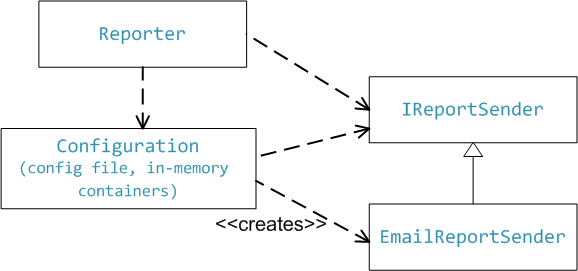 Reporter
IReportSender
Configuration
(config file, in-memory
containers)
<<creates>>
EmailReportSender